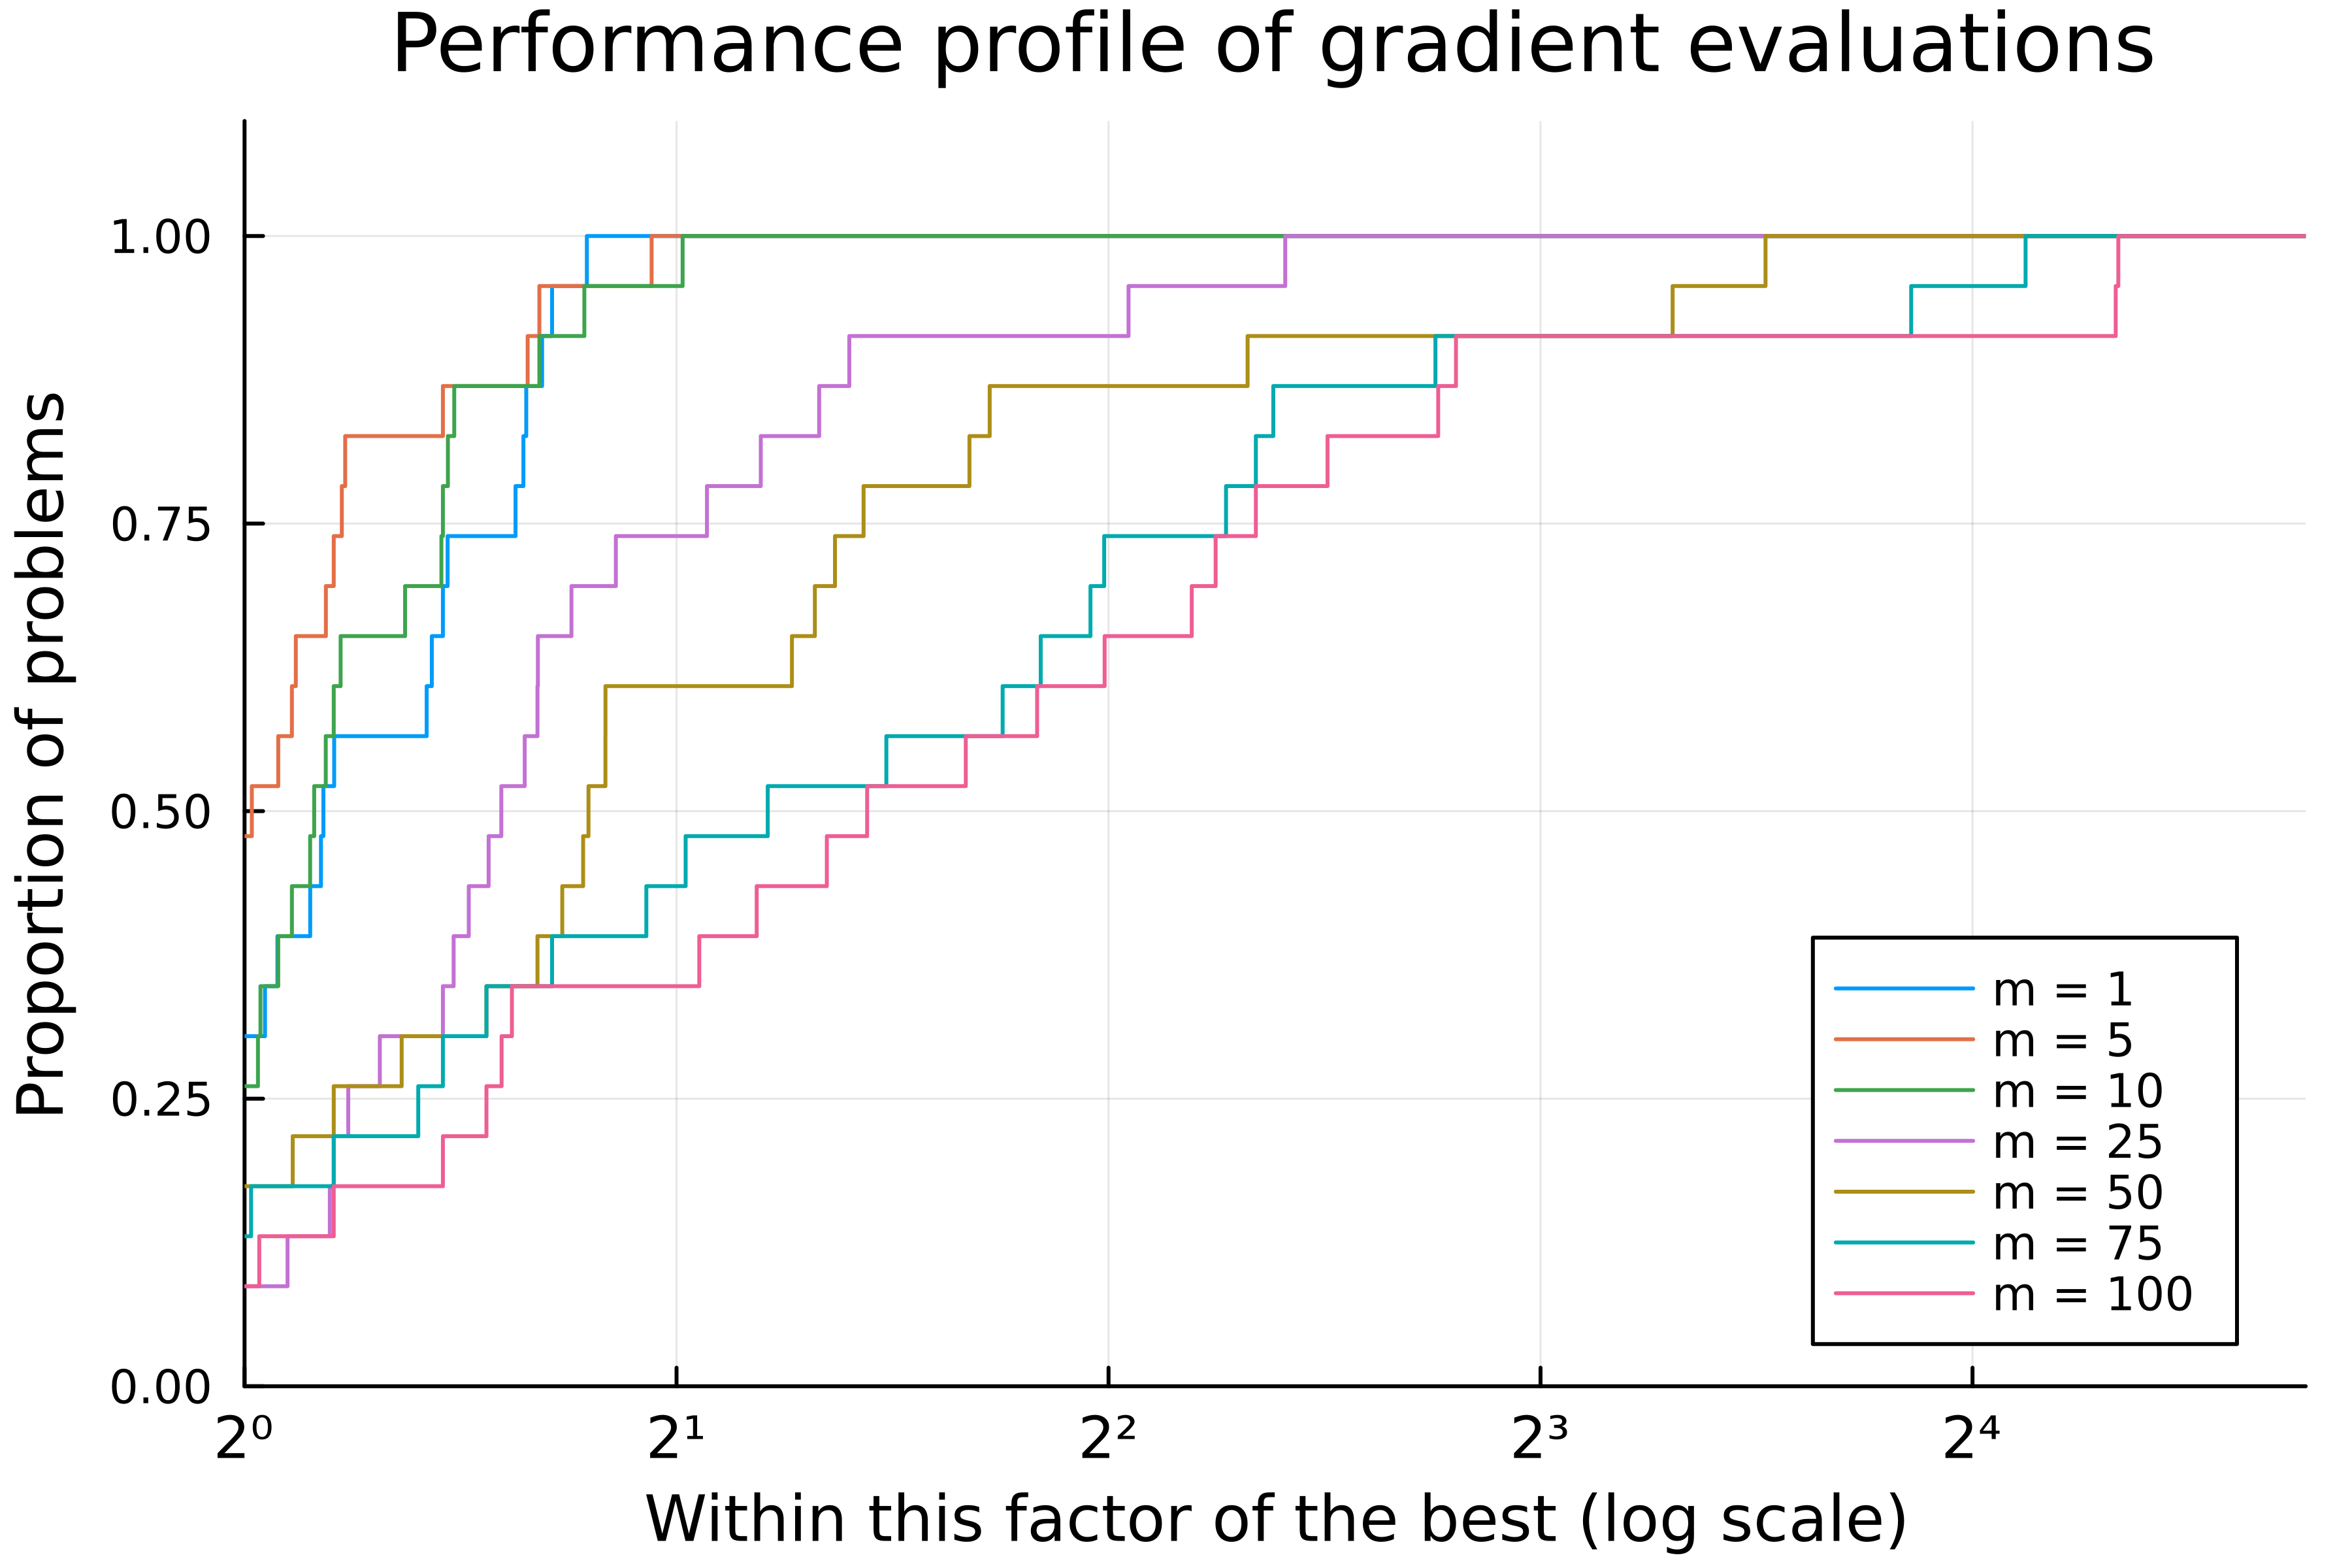 Performance profile of gradient evaluations
Proportion of problems
1.00
0.75
0.50
0.25
0.00
2⁰ 2¹ 2² 2³ 2⁴
Within this factor of the best (log scale)
m = 1
m = 5
m = 10
m = 25
m = 50
m = 75
m = 100